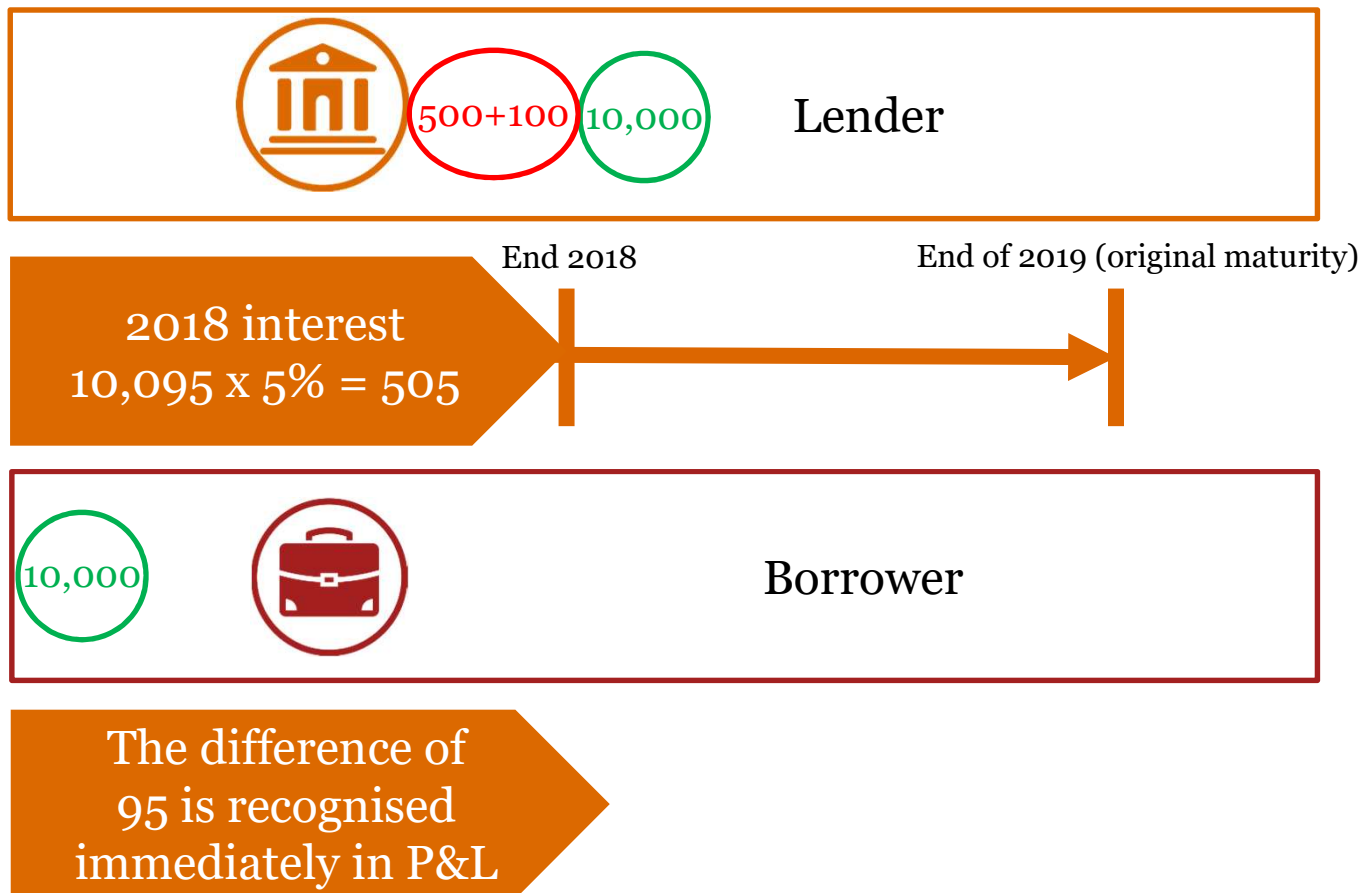 500+100
10,000
Lender
End 2018
End of 2019 (original maturity)
2018 interest
10,095 x 5% = 505
10,000
Borrower
The difference of
95 is recognised
immediately in P&L